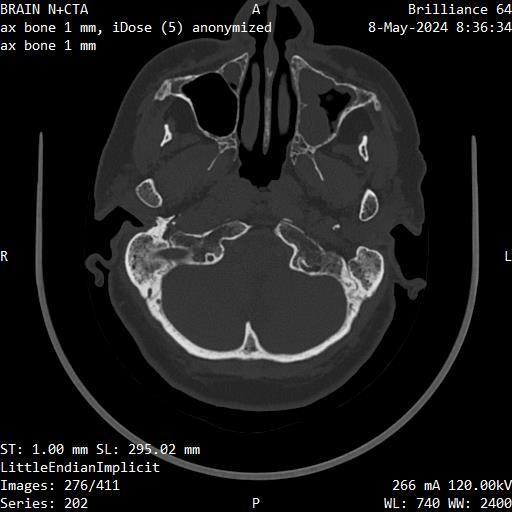 BRAIN N+CTA
A
Brilliance 64
ax bone 1 mm, iDose (5) anonymized
8-May-2024 8:36:34
ax bone 1 mm
R
L
ST: 1.00 mm SL: 295.02 mm
LittleEndianImplicit
Images: 276/411
266 mA 120.00kV
Series: 202
P
WL: 740 WW: 2400